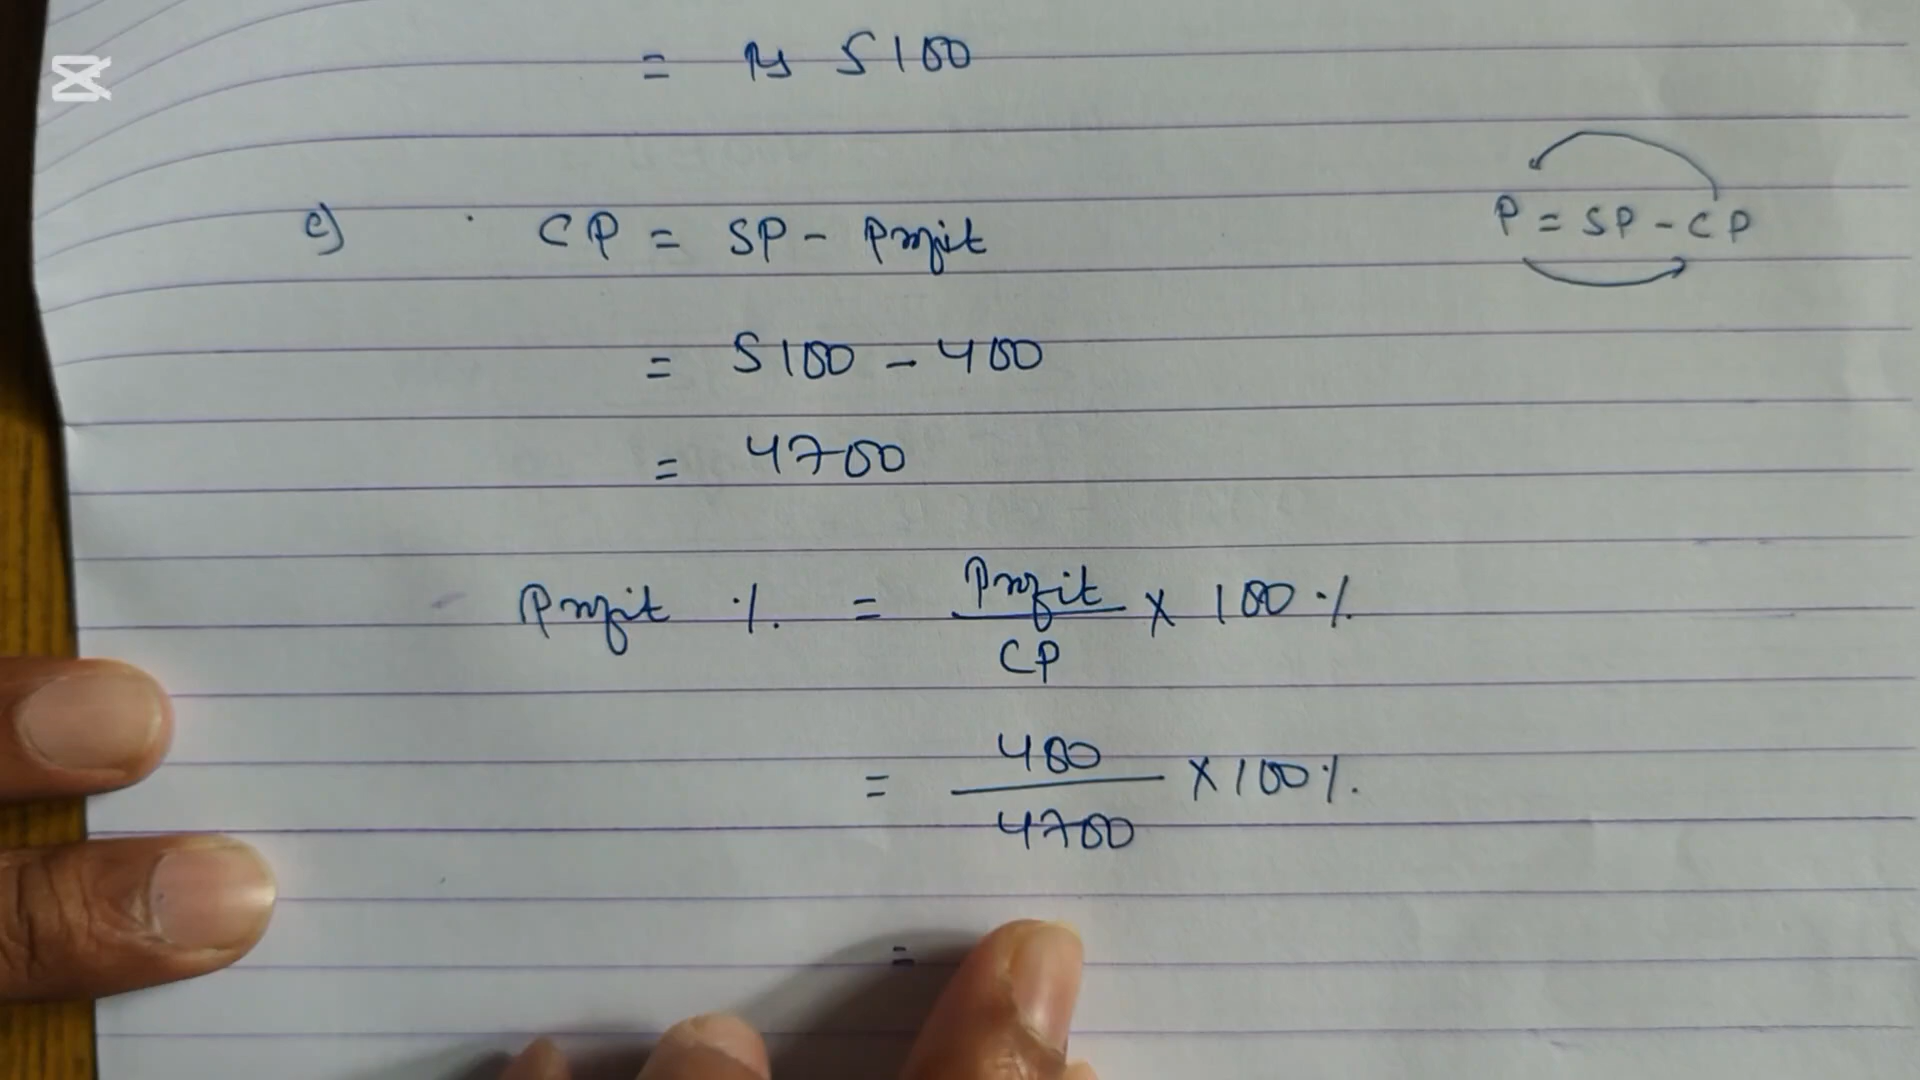 = Rs 5100
c) CP = SP - Profit
P = SP - CP
= 5100 - 400
= 4700
Profit % = Profit/CP × 100 %
= 400/4700 × 100%.
=